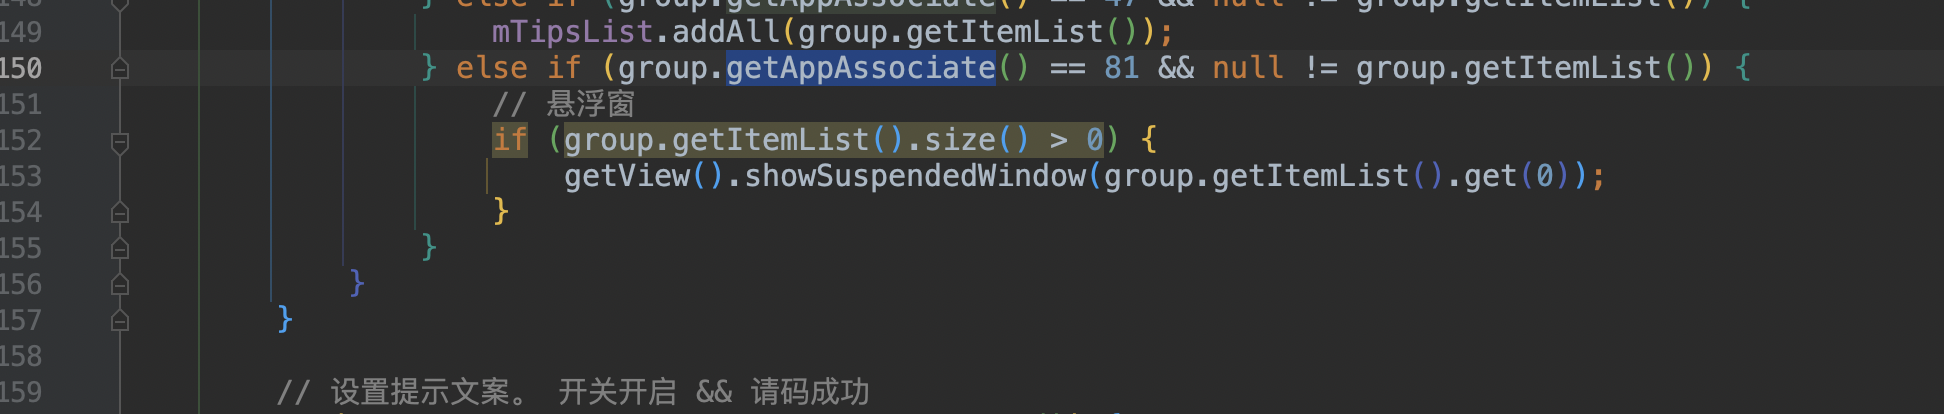 148 } else if (group.getAppAssociate() == 47 && null != group.getItemList()) {
149 mTipsList.addAll(group.getItemList());
150 } else if (group.getAppAssociate() == 81 && null != group.getItemList()) {
151 // 悬浮窗
152 if (group.getItemList().size() > 0) {
153 getView().showSuspendedWindow(group.getItemList().get(0));
154 }
155 }
156 }
157 }
158
159 // 设置提示文案。 开关开启 && 请码成功